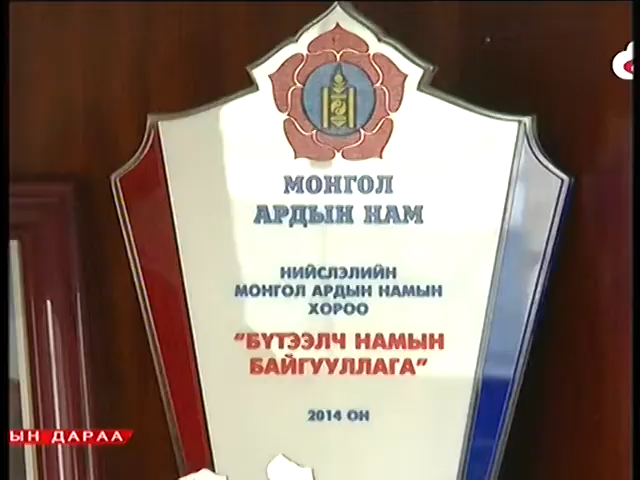 МОНГОЛ
АРДЫН НАМ
НИЙСЛЭЛИЙН
МОНГОЛ АРДЫН НАМЫН
ХОРОО
"БҮТЭЭЛЧ НАМЫН
БАЙГУУЛЛАГА"
2014 ОН
ЫН ДАРАА